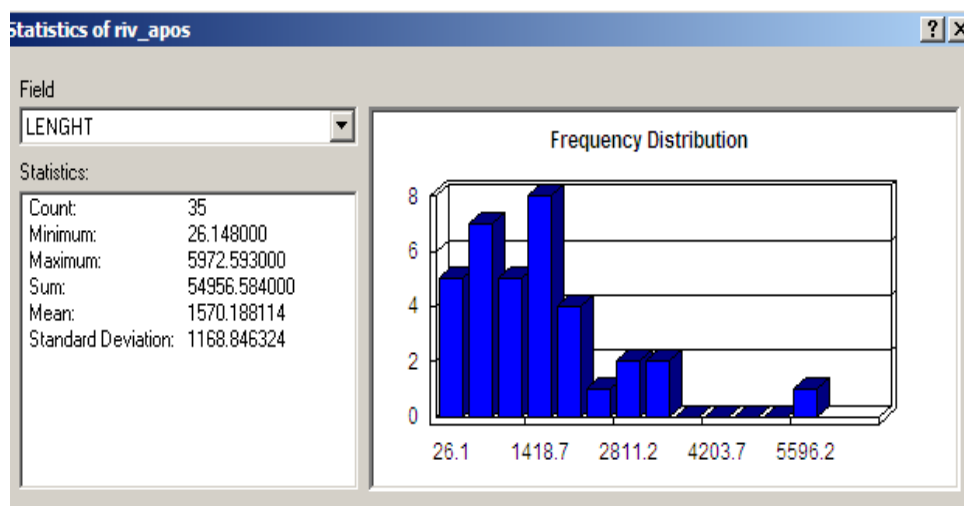 Statistics of riv_apos
Field
LENGHT
Statistics:
Count: 35
Minimum: 26.148000
Maximum: 5972.593000
Sum: 54956.584000
Mean: 1570.188114
Standard Deviation: 1168.846324
Frequency Distribution
8
6
4
2
0
26.1 1418.7 2811.2 4203.7 5596.2